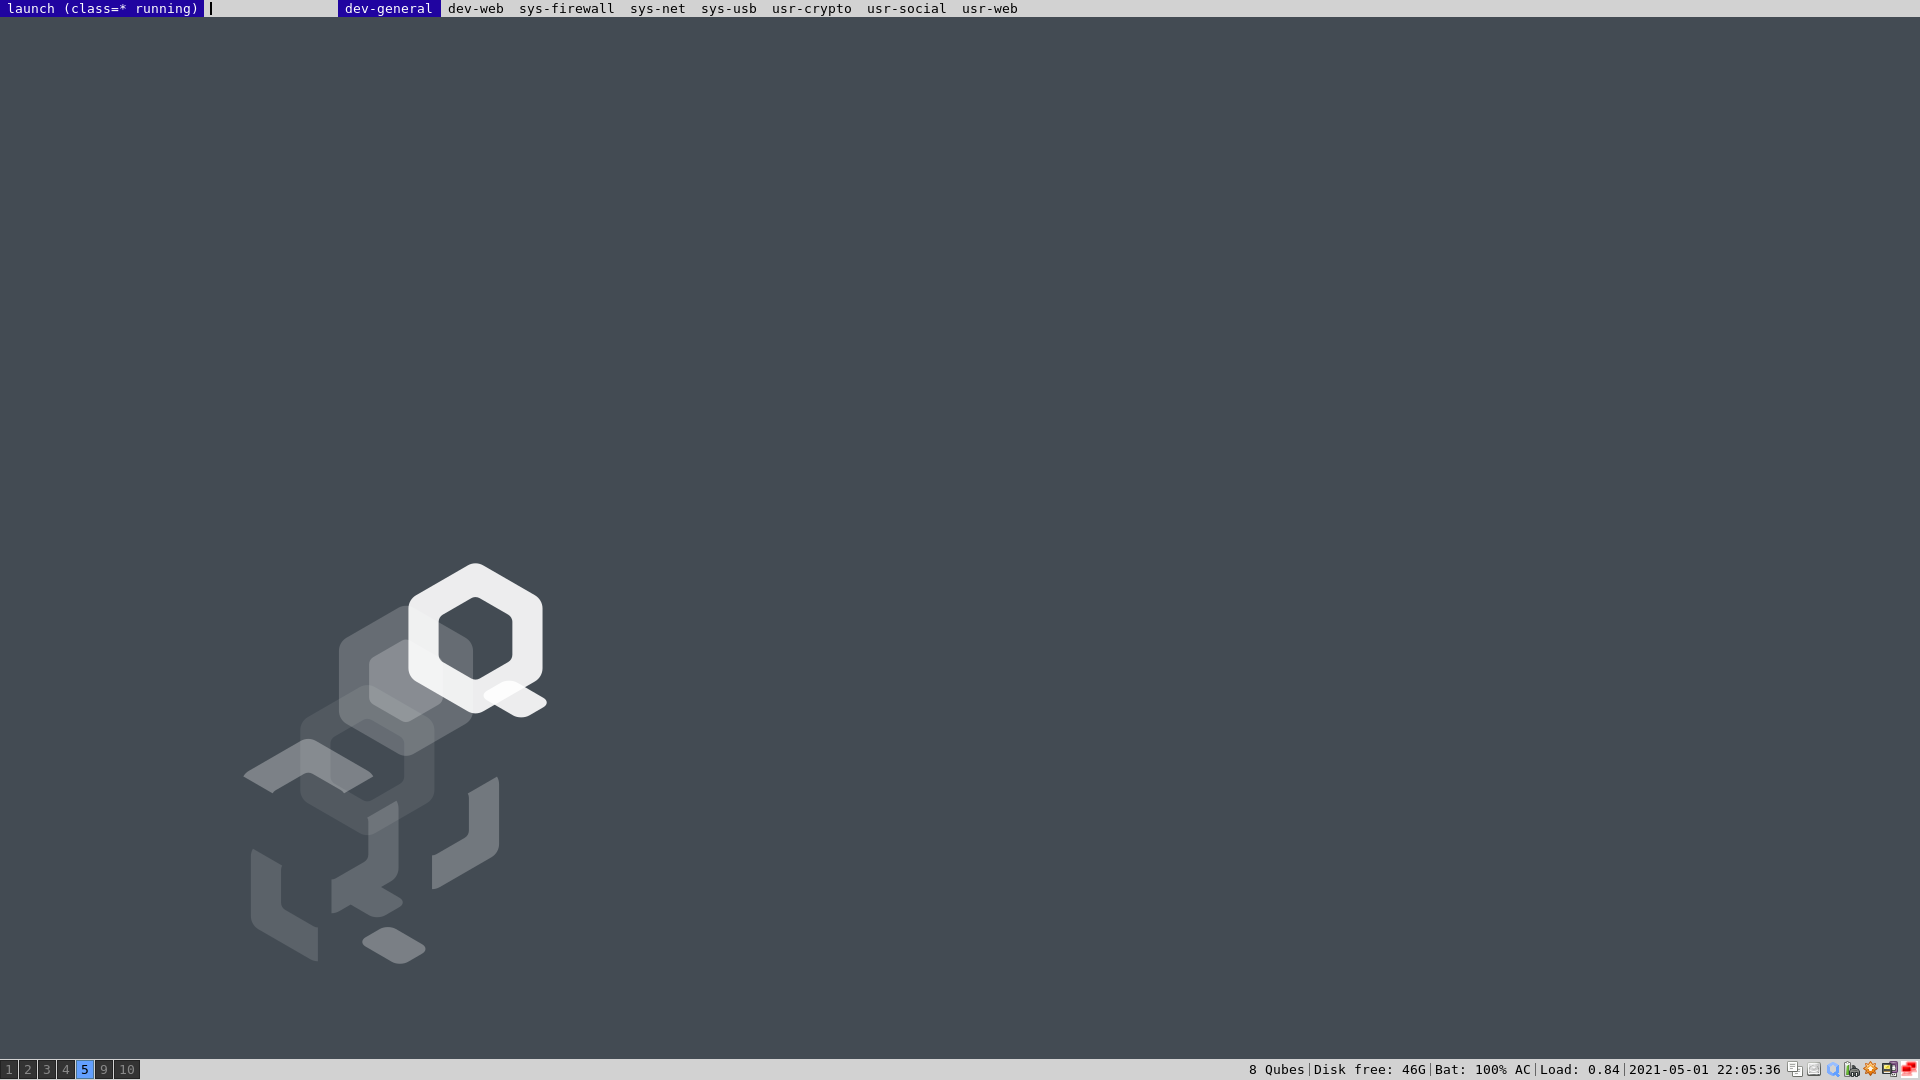 launch (class=* running) dev-general dev-web sys-firewall sys-net sys-usb usr-crypto usr-social usr-web
1 2 3 4 5 9 10 8 Qubes|Disk free: 46G|Bat: 100% AC|Load: 0.84|2021-05-01 22:05:36